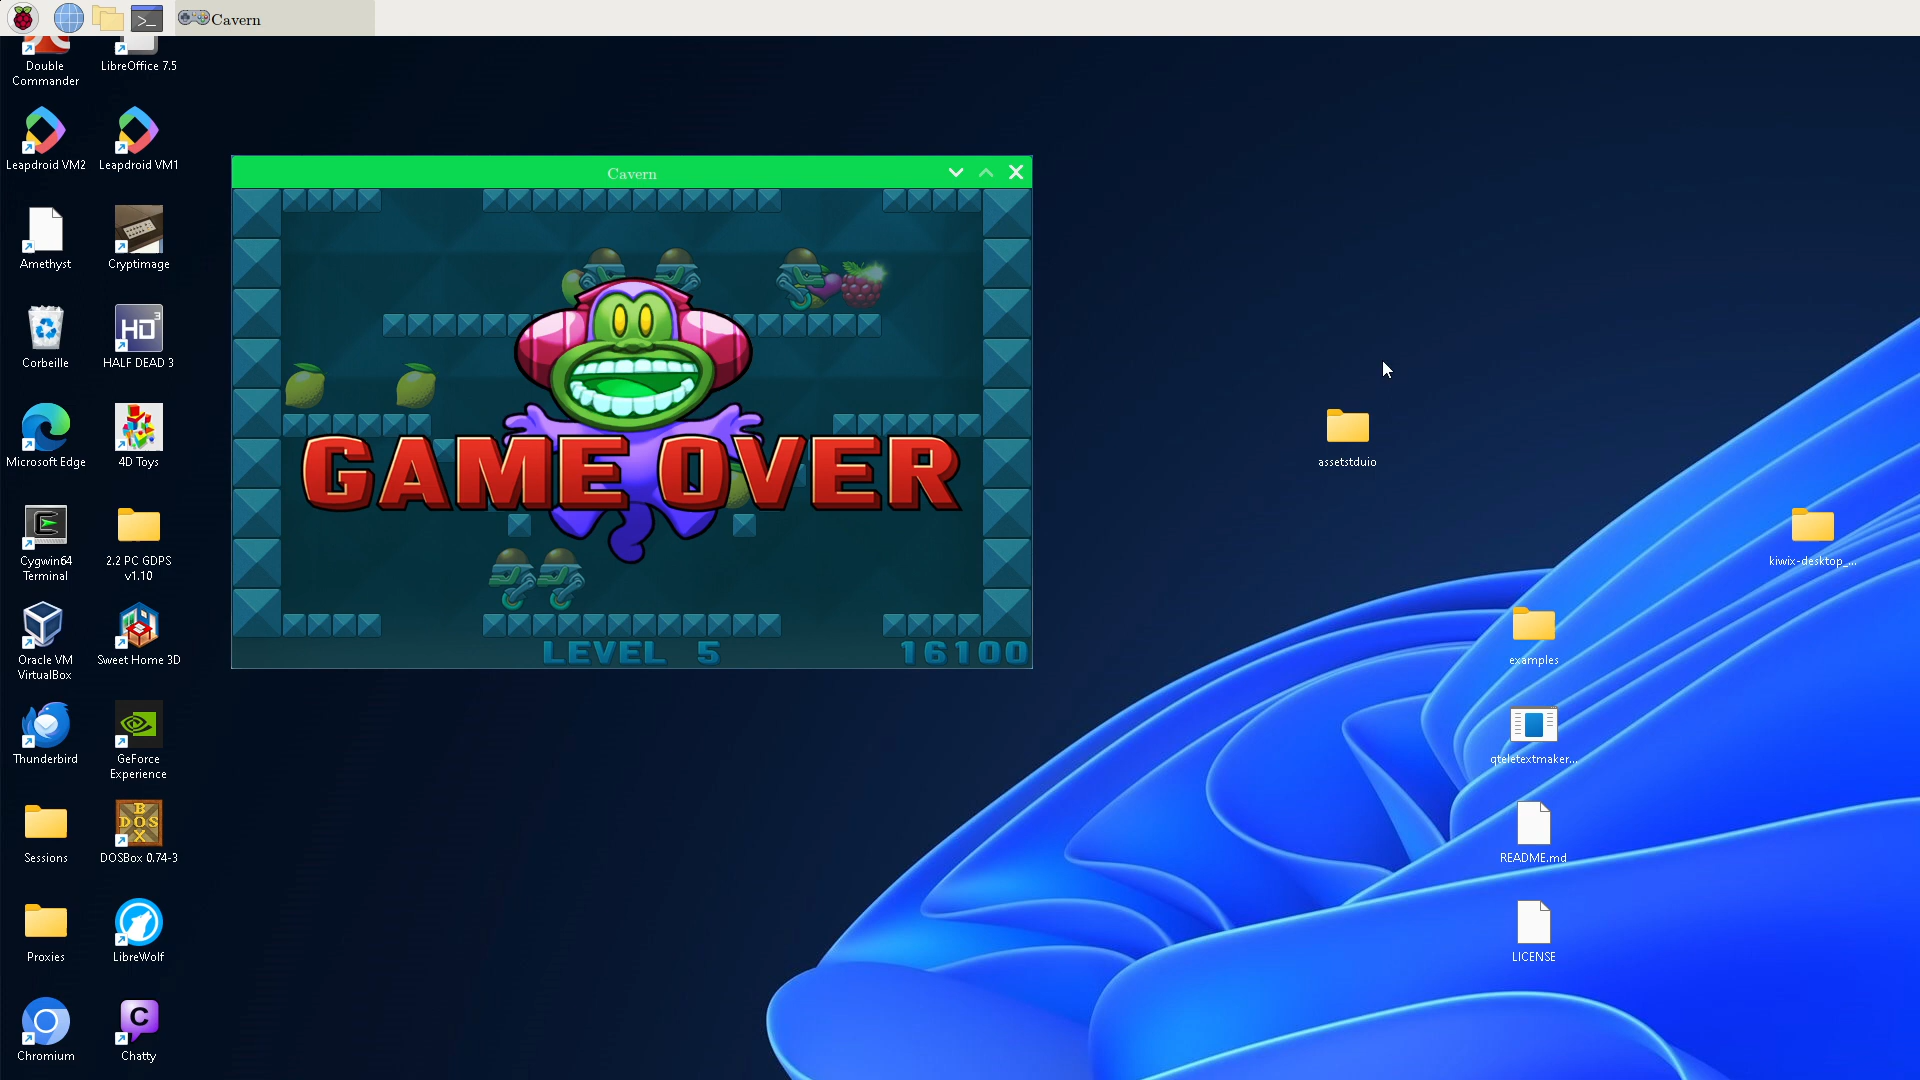 Cavern
Double
Commander
LibreOffice 7.5
Leapdroid VM2
Leapdroid VM1
Amethyst
Cryptimage
Corbeille
HD3
HALF DEAD 3
Microsoft Edge
4D Toys
Cygwin64
Terminal
2.2 PC GDPS
v1.10
Oracle VM
VirtualBox
Sweet Home 3D
Thunderbird
GeForce
Experience
Sessions
B
DOS
X
DOSBox 0.74-3
Proxies
LibreWolf
Chromium
C
Chatty
Cavern
GAME OVER
LEVEL 5
16100
assetstduio
kiwix-desktop_...
examples
qteletextmaker...
README.md
LICENSE